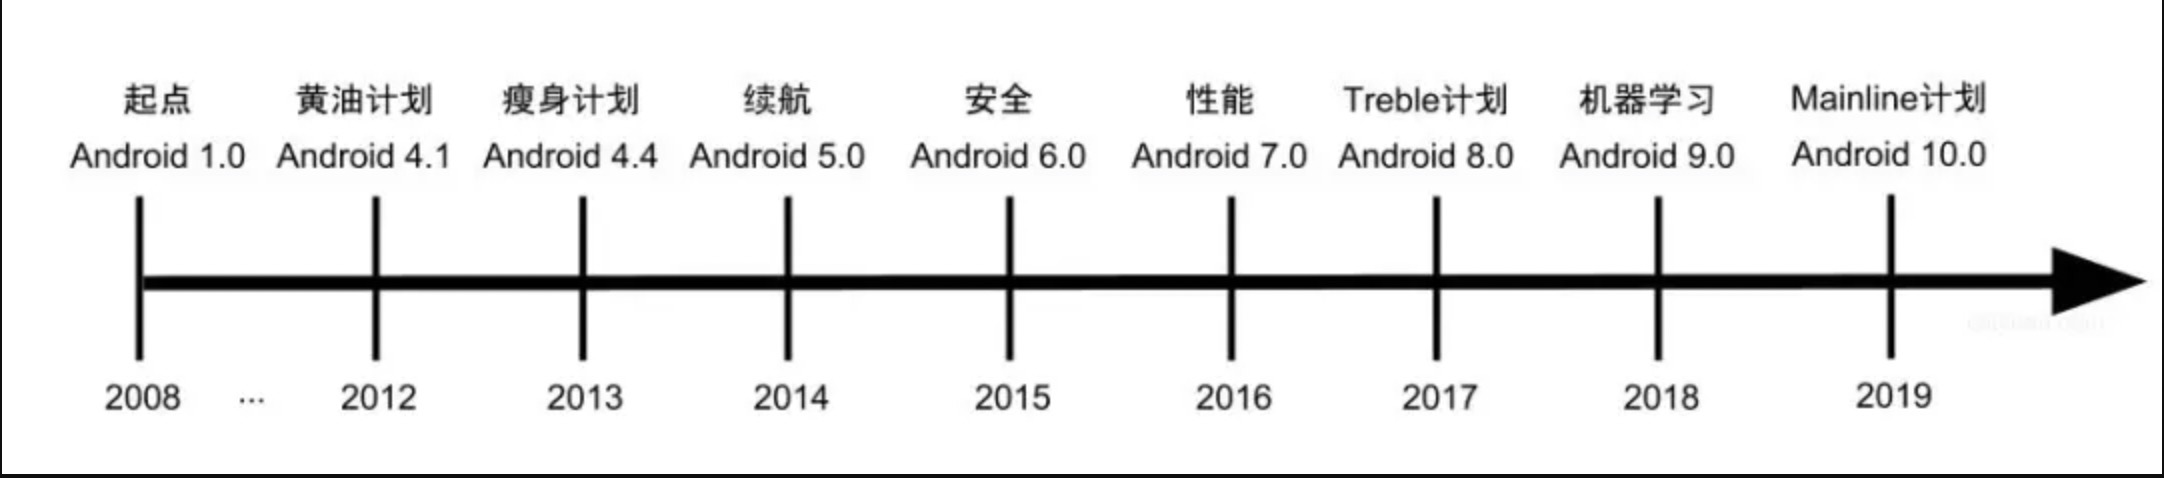 起点 黄油计划 瘦身计划 续航 安全 性能 Treble计划 机器学习 Mainline计划
Android 1.0 Android 4.1 Android 4.4 Android 5.0 Android 6.0 Android 7.0 Android 8.0 Android 9.0 Android 10.0
2008 ... 2012 2013 2014 2015 2016 2017 2018 2019